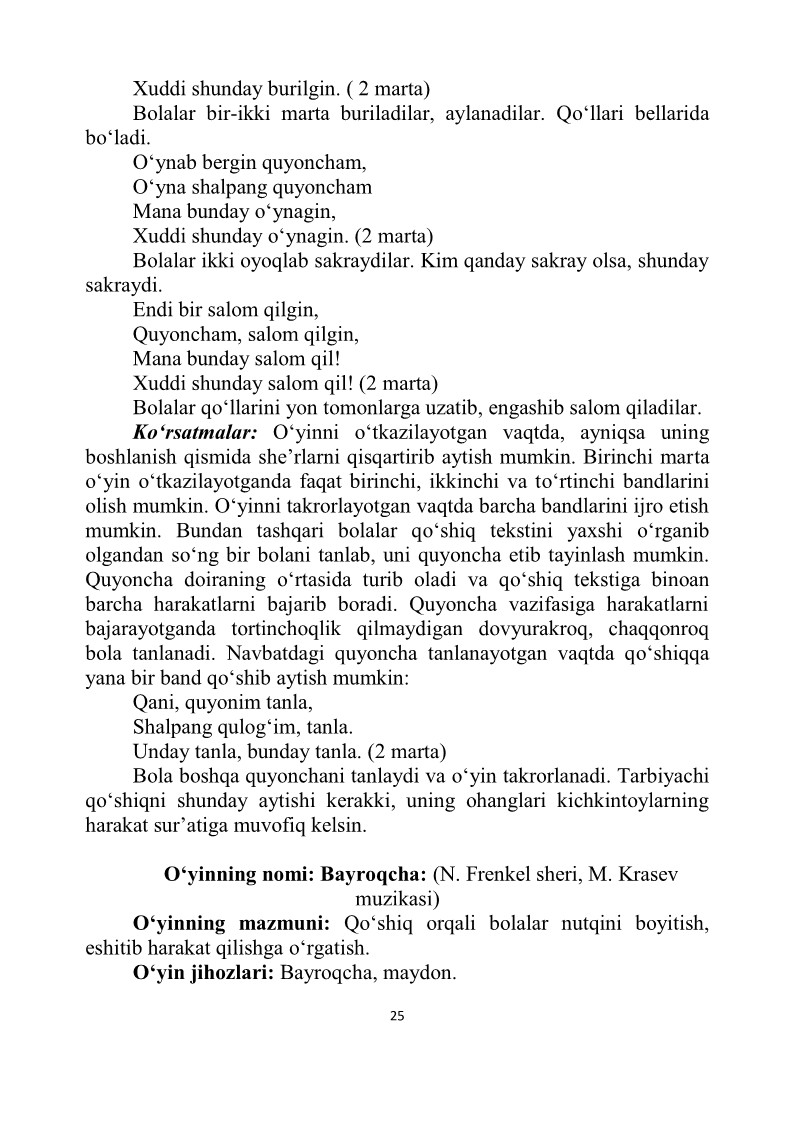 Xuddi shunday burilgin. ( 2 marta)
Bolalar bir-ikki marta buriladilar, aylanadilar. Qo‘llari bellarida
bo‘ladi.
O‘ynab bergin quyoncham,
O‘yna shalpang quyoncham
Mana bunday o‘ynagin,
Xuddi shunday o‘ynagin. (2 marta)
Bolalar ikki oyoqlab sakraydilar. Kim qanday sakray olsa, shunday
sakraydi.
Endi bir salom qilgin,
Quyoncham, salom qilgin,
Mana bunday salom qil!
Xuddi shunday salom qil! (2 marta)
Bolalar qo‘llarini yon tomonlarga uzatib, engashib salom qiladilar.
Ko‘rsatmalar: O‘yinni o‘tkazilayotgan vaqtda, ayniqsa uning
boshlanish qismida she’rlarni qisqartirib aytish mumkin. Birinchi marta
o‘yin o‘tkazilayotganda faqat birinchi, ikkinchi va to‘rtinchi bandlarini
olish mumkin. O‘yinni takrorlayotgan vaqtda barcha bandlarini ijro etish
mumkin. Bundan tashqari bolalar qo‘shiq tekstini yaxshi o‘rganib
olgandan so‘ng bir bolani tanlab, uni quyoncha etib tayinlash mumkin.
Quyoncha doiraning o‘rtasida turib oladi va qo‘shiq tekstiga binoan
barcha harakatlarni bajarib boradi. Quyoncha vazifasiga harakatlarni
bajarayotganda tortinchoqlik qilmaydigan dovyurakroq, chaqqonroq
bola tanlanadi. Navbatdagi quyoncha tanlanayotgan vaqtda qo‘shiqqa
yana bir band qo‘shib aytish mumkin:
Qani, quyonim tanla,
Shalpang qulog‘im, tanla.
Unday tanla, bunday tanla. (2 marta)
Bola boshqa quyonchani tanlaydi va o‘yin takrorlanadi. Tarbiyachi
qo‘shiqni shunday aytishi kerakki, uning ohanglari kichkintoylarning
harakat sur’atiga muvofiq kelsin.
O‘yinning nomi: Bayroqcha: (N. Frenkel sheri, M. Krasev
muzikasi)
O‘yinning mazmuni: Qo‘shiq orqali bolalar nutqini boyitish,
eshitib harakat qilishga o‘rgatish.
O‘yin jihozlari: Bayroqcha, maydon.
25